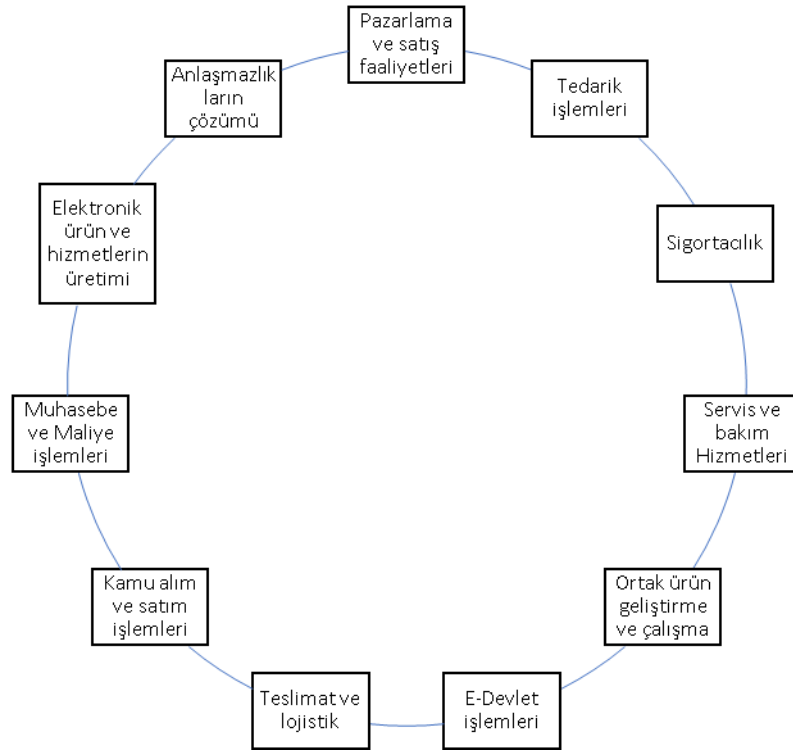 Pazarlama
ve satış
faaliyetleri
Tedarik
işlemleri
Sigortacılık
Servis ve
bakım
Hizmetleri
Ortak ürün
geliştirme
ve çalışma
E-Devlet
işlemleri
Teslimat ve
lojistik
Kamu alım
ve satım
işlemleri
Muhasebe
ve Maliye
işlemleri
Elektronik
ürün ve
hizmetlerin
üretimi
Anlaşmazlık
ların
çözümü